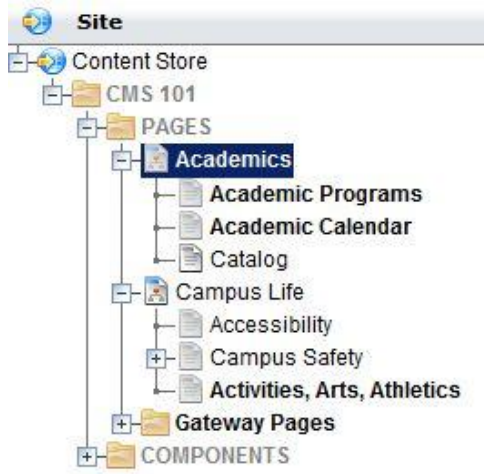 Site
Content Store
CMS 101
PAGES
Academics
Academic Programs
Academic Calendar
Catalog
Campus Life
Accessibility
Campus Safety
Activities, Arts, Athletics
Gateway Pages
COMPONENTS